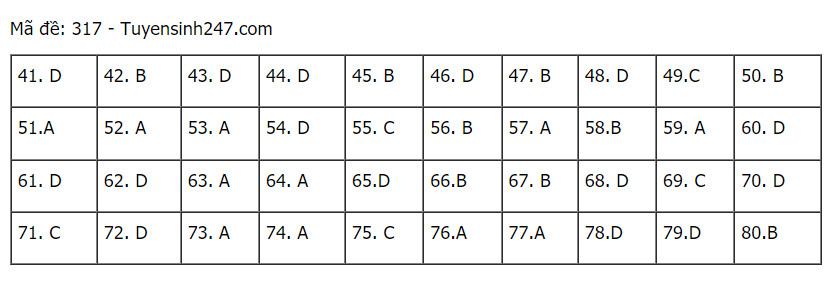 Mã đề: 317 - Tuyensinh247.com
41. D 42. B 43. D 44. D 45. B 46. D 47. B 48. D 49.C 50. B
51.A 52. A 53. A 54. D 55. C 56. B 57. A 58.B 59. A 60. D
61. D 62. D 63. A 64. A 65.D 66.B 67. B 68. D 69. C 70. D
71. C 72. D 73. A 74. A 75. C 76.A 77.A 78.D 79.D 80.B